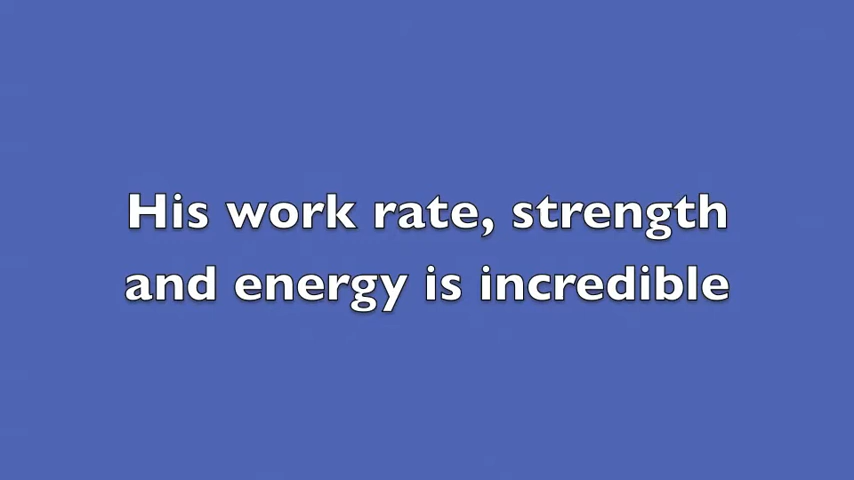 His work rate, strength
and energy is incredible